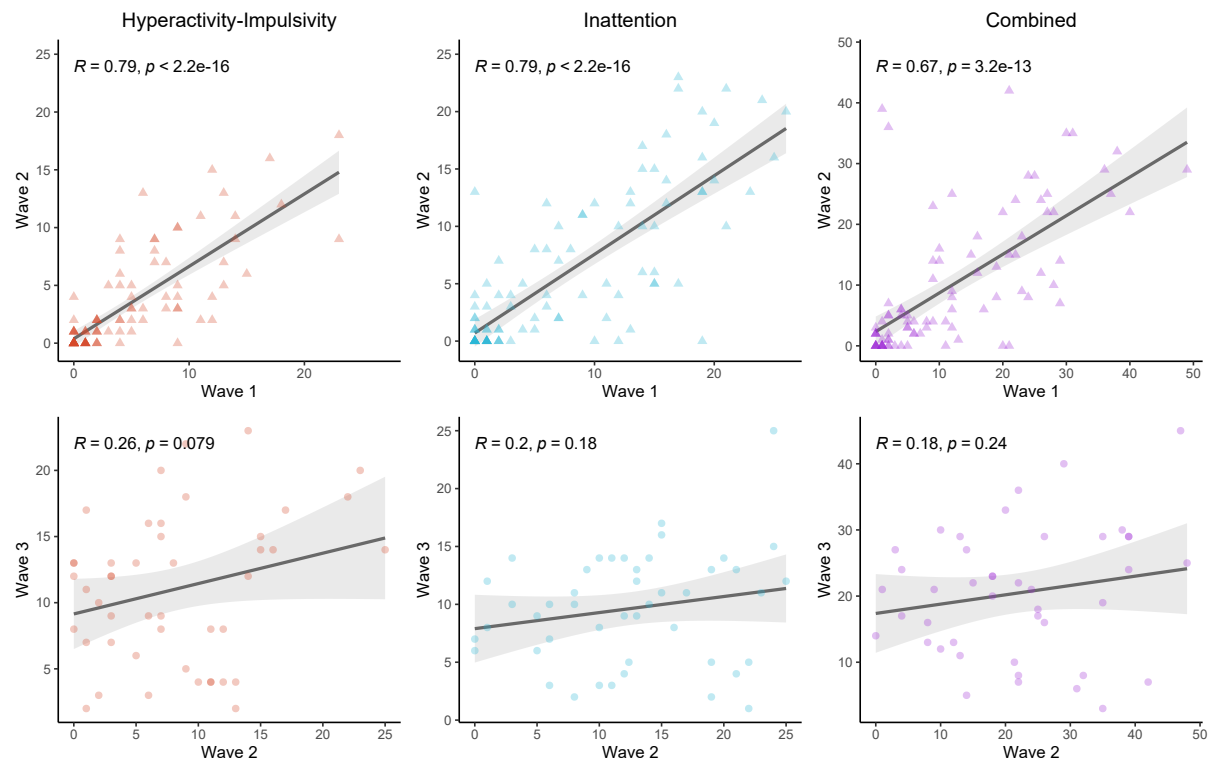 Hyperactivity-Impulsivity
Inattention
Combined
R = 0.79, p < 2.2e-16
R = 0.79, p < 2.2e-16
R = 0.67, p = 3.2e-13
Wave 2
25
20
15
10
5
0
Wave 2
25
20
15
10
5
0
Wave 2
50
40
30
20
10
0
0 10 20
0 10 20
0 10 20 30 40 50
Wave 1
Wave 1
Wave 1
R = 0.26, p = 0.079
R = 0.2, p = 0.18
R = 0.18, p = 0.24
Wave 3
20
15
10
5
Wave 3
25
20
15
10
5
0
Wave 3
40
30
20
10
0 5 10 15 20 25
0 5 10 15 20 25
0 10 20 30 40 50
Wave 2
Wave 2
Wave 2